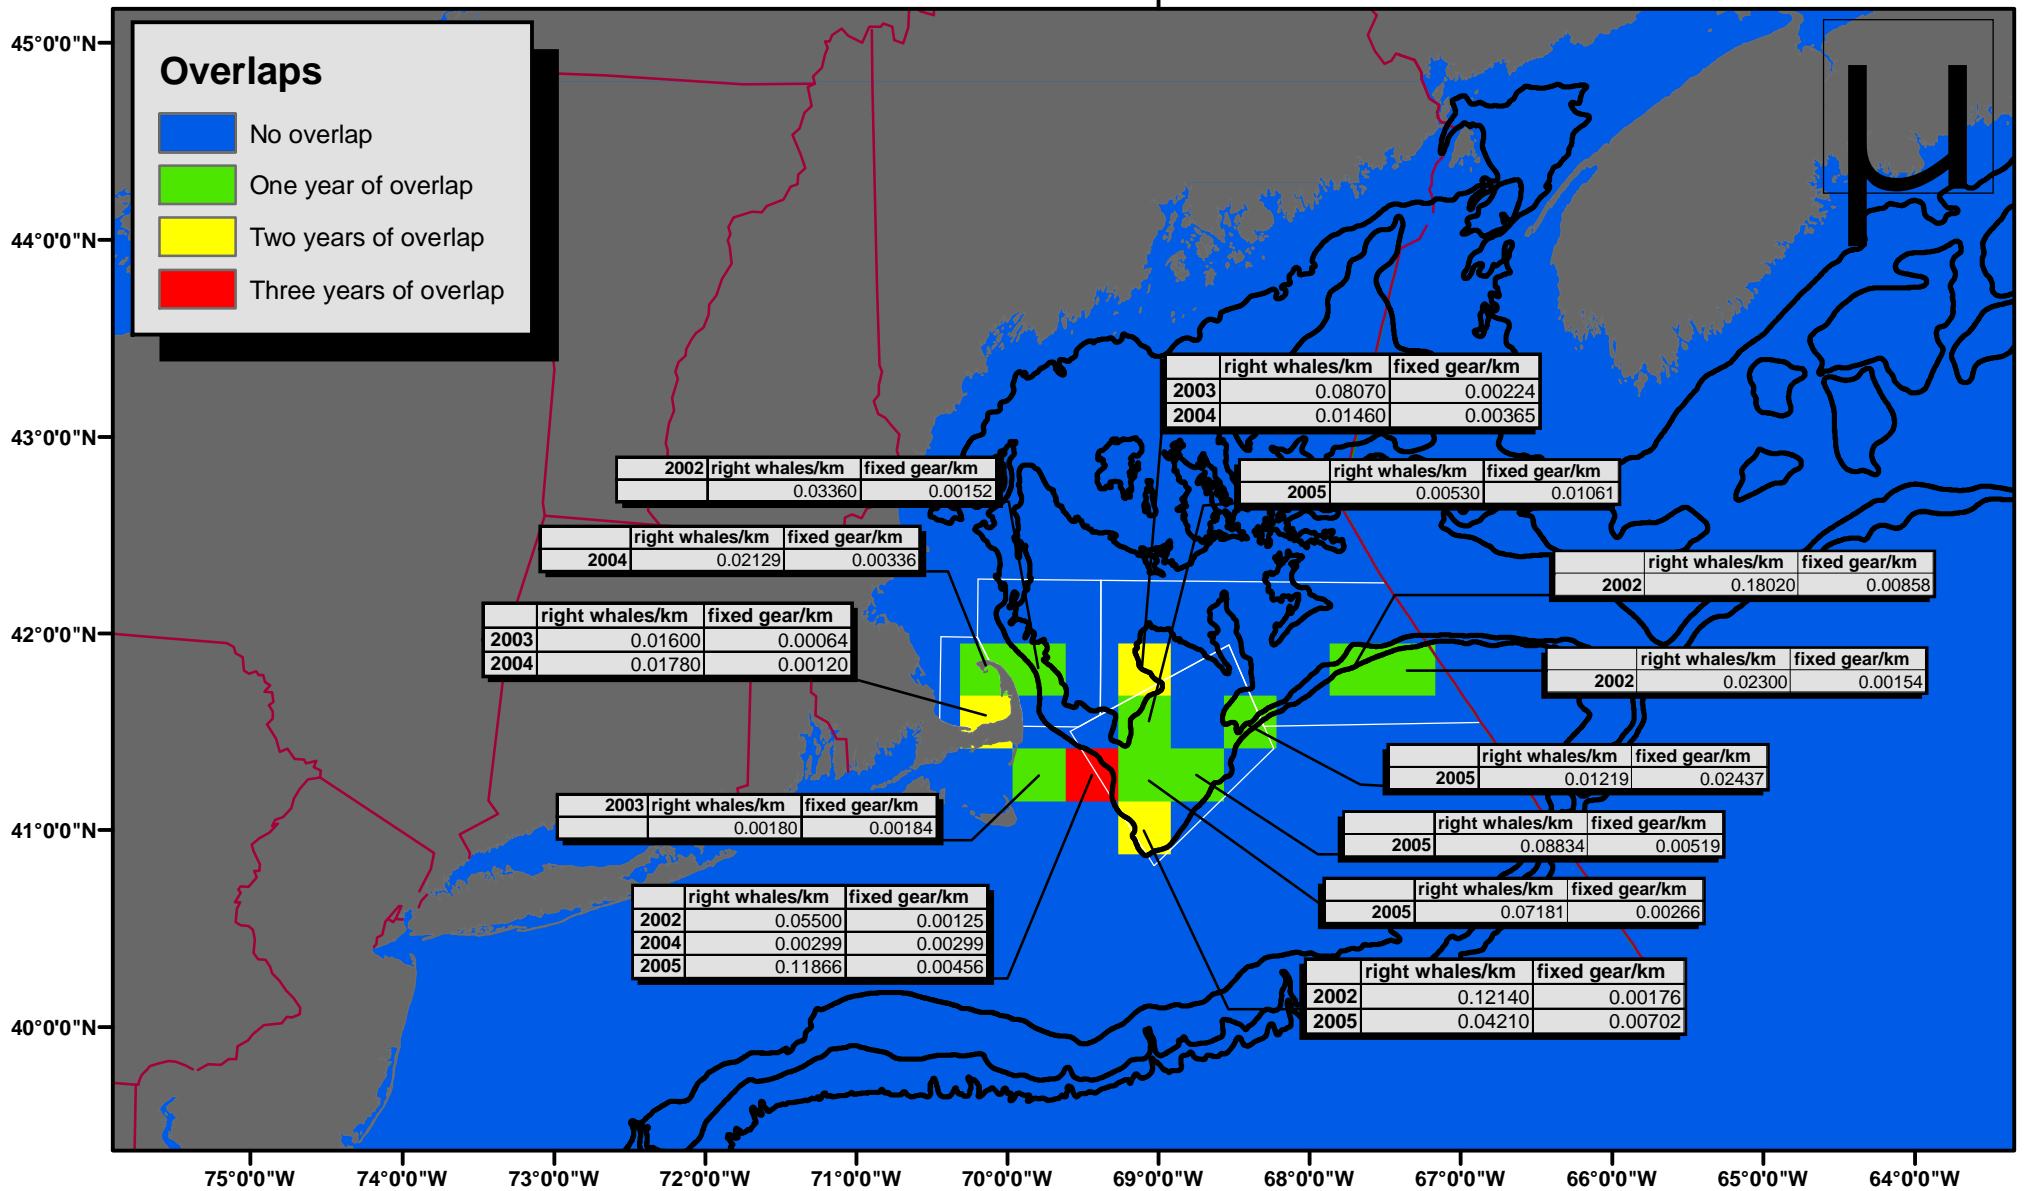 Overlaps
No overlap
One year of overlap
Two years of overlap
Three years of overlap
µ
45°0'0"N
44°0'0"N
43°0'0"N
42°0'0"N
41°0'0"N
40°0'0"N
right whales/km fixed gear/km
2003 0.08070 0.00224
2004 0.01460 0.00365
2002 right whales/km fixed gear/km
0.03360 0.00152
right whales/km fixed gear/km
2005 0.00530 0.01061
right whales/km fixed gear/km
2004 0.02129 0.00336
right whales/km fixed gear/km
2002 0.18020 0.00858
right whales/km fixed gear/km
2003 0.01600 0.00064
2004 0.01780 0.00120
right whales/km fixed gear/km
2002 0.02300 0.00154
right whales/km fixed gear/km
2005 0.01219 0.02437
2003 right whales/km fixed gear/km
0.00180 0.00184
right whales/km fixed gear/km
2005 0.08834 0.00519
right whales/km fixed gear/km
2005 0.07181 0.00266
right whales/km fixed gear/km
2002 0.05500 0.00125
2004 0.00299 0.00299
2005 0.11866 0.00456
right whales/km fixed gear/km
2002 0.12140 0.00176
2005 0.04210 0.00702
75°0'0"W 74°0'0"W 73°0'0"W 72°0'0"W 71°0'0"W 70°0'0"W 69°0'0"W 68°0'0"W 67°0'0"W 66°0'0"W 65°0'0"W 64°0'0"W